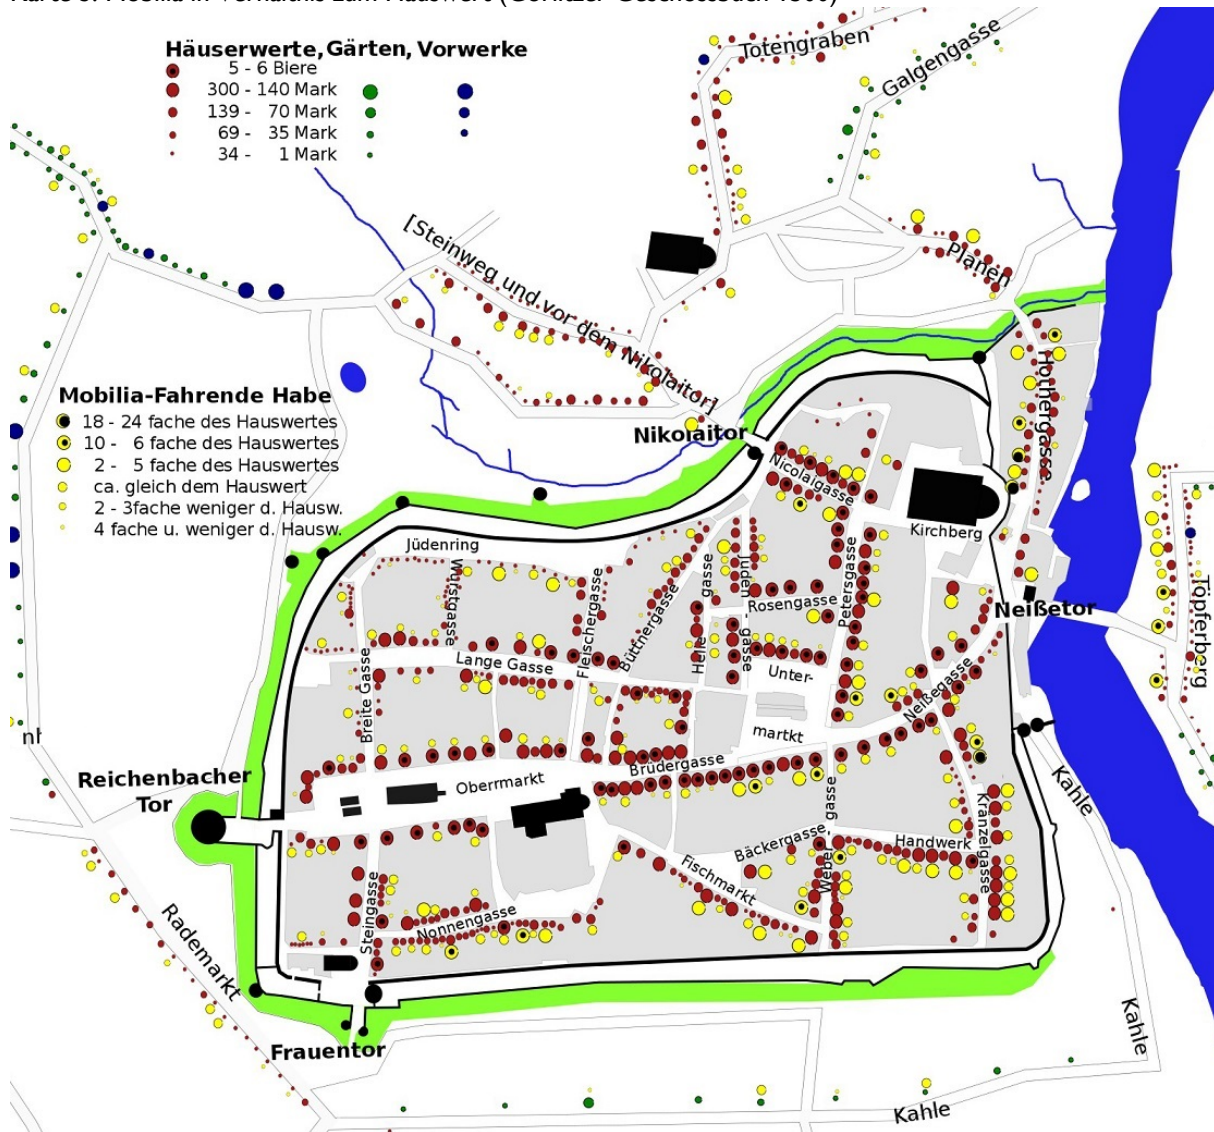 Häuserwerte, Gärten, Vorwerke
5 - 6 Biere
300 - 140 Mark
139 - 70 Mark
69 - 35 Mark
34 - 1 Mark
Totengraben
Galgengasse
[Steinweg und vor dem Nikolaitor]
Planen
Mobilia-Fahrende Habe
18 - 24 fache des Hauswertes
10 - 6 fache des Hauswertes
2 - 5 fache des Hauswertes
ca. gleich dem Hauswert
2 - 3fache weniger d. Hausw.
4 fache u. weniger d. Hausw.
Nikolaitor
Hothergasse
Nicolaigasse
Kirchberg
Jüdenring
Wurstgasse
Fleischergasse
Büttnergasse
Hüllegasse
Jüden-gasse
Rosengasse
Petersgasse
Neißetor
Töpferberg
Lange Gasse
Breite Gasse
Unter-
markt
Neißegasse
Brüdergasse
Obermarkt
Reichenbacher
Tor
Kahle
Kränzelgasse
Handwerk
Bäckergasse
Weber-gasse
Fischmarkt
Steingasse
Nonnengasse
Rademarkt
Frauentor
Kahle
Kahle